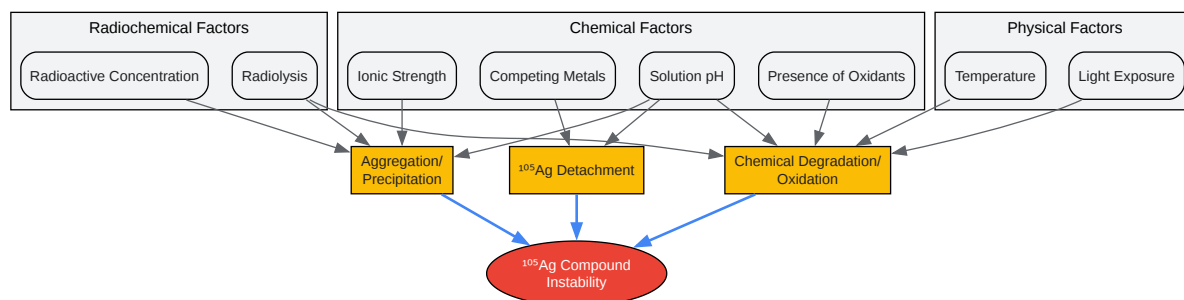 Radiochemical Factors
Chemical Factors
Physical Factors
Radioactive Concentration
Radiolysis
Ionic Strength
Competing Metals
Solution pH
Presence of Oxidants
Temperature
Light Exposure
Aggregation/
Precipitation
¹⁰⁵Ag Detachment
Chemical Degradation/
Oxidation
¹⁰⁵Ag Compound
Instability